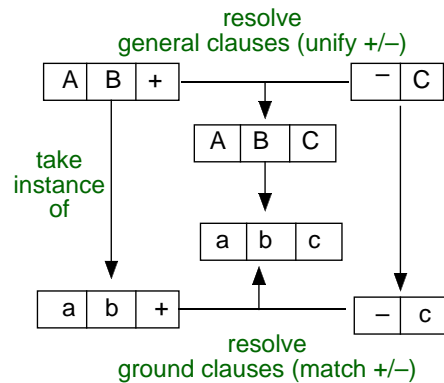 resolve
general clauses (unify +/–)
A B + – C
A B C
take
instance
of
a b c
a b + – c
resolve
ground clauses (match +/–)